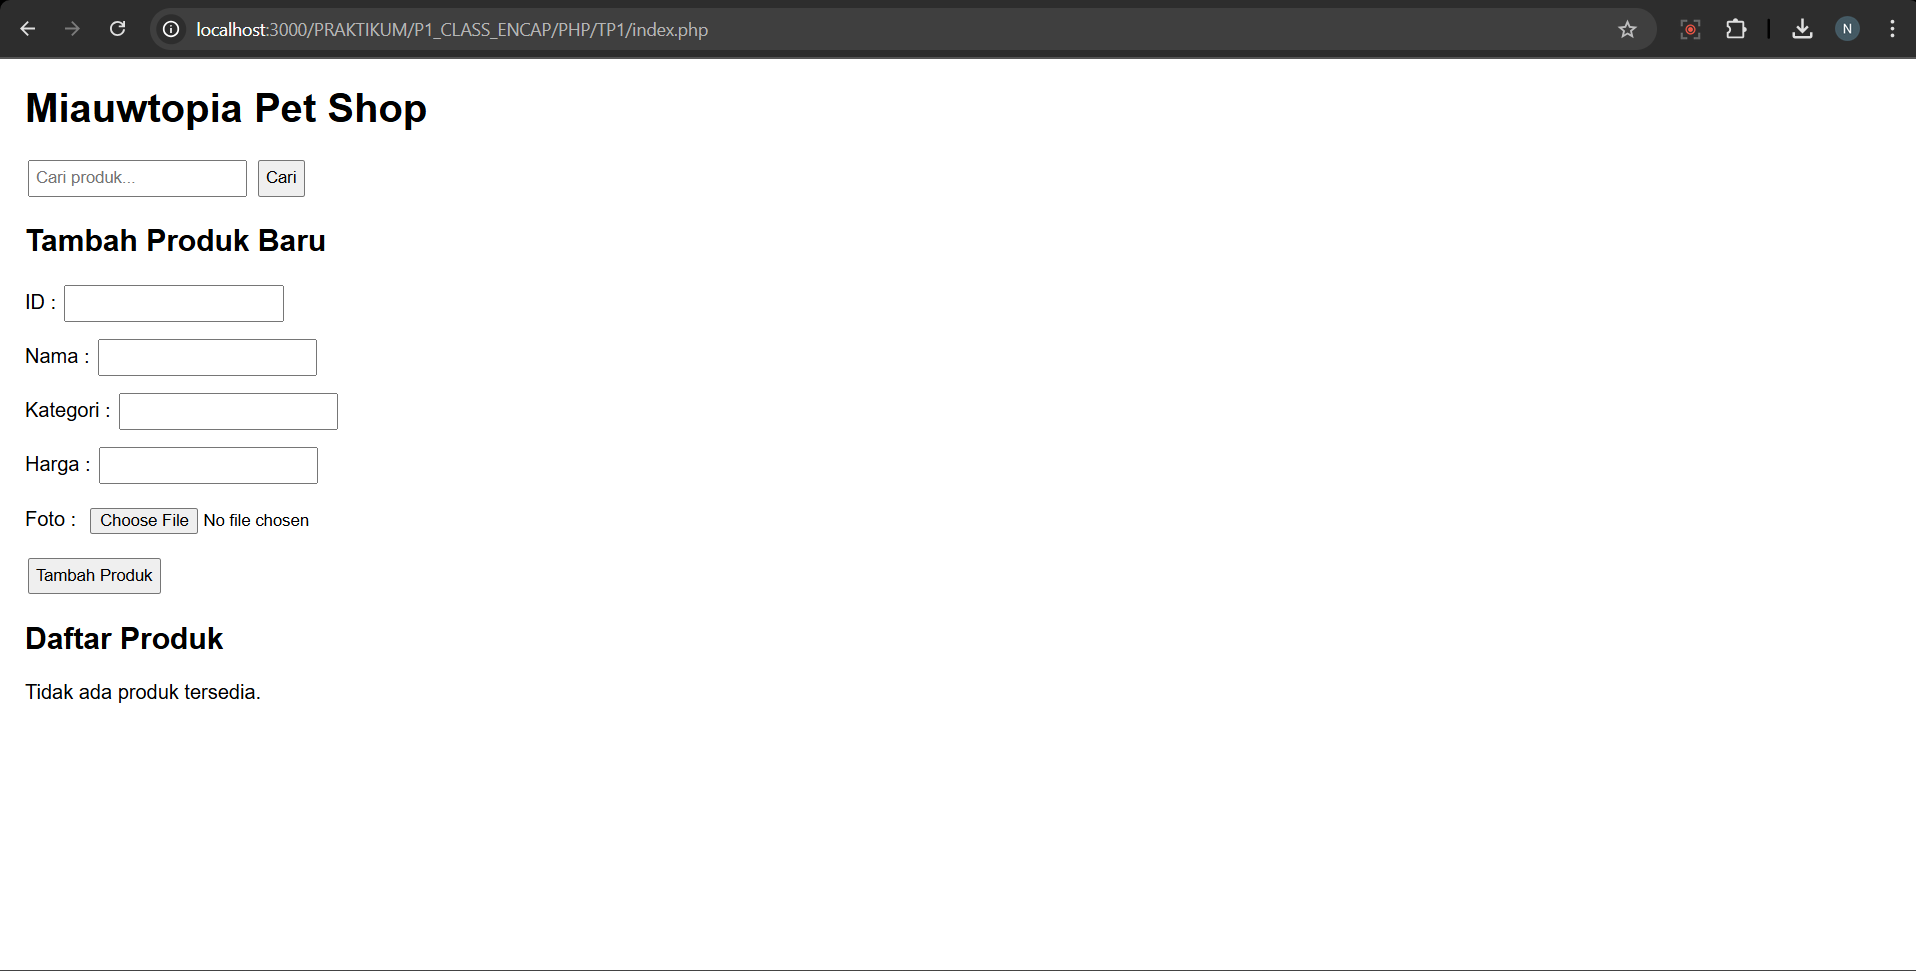 localhost:3000/PRAKTIKUM/P1_CLASS_ENCAP/PHP/TP1/index.php
N
Miauwtopia Pet Shop
Cari produk... Cari
Tambah Produk Baru
ID :
Nama :
Kategori :
Harga :
Foto : Choose File No file chosen
Tambah Produk
Daftar Produk
Tidak ada produk tersedia.